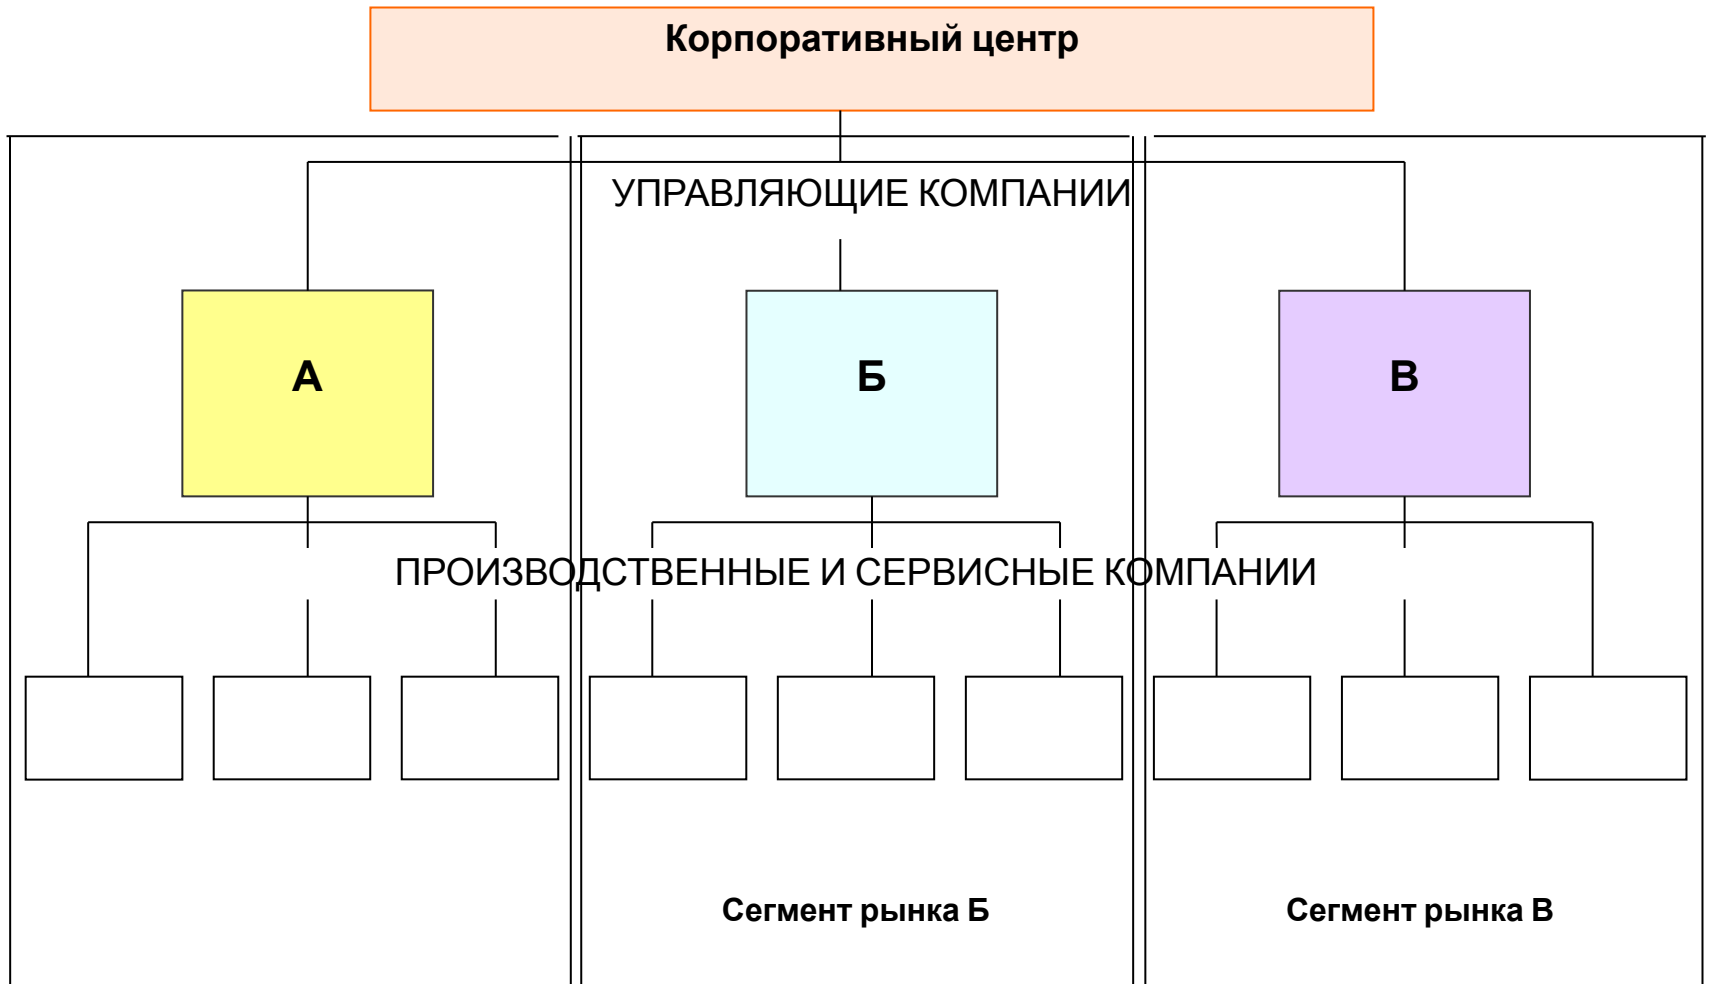 Корпоративный центр
УПРАВЛЯЮЩИЕ КОМПАНИИ
А
Б
В
ПРОИЗВОДСТВЕННЫЕ И СЕРВИСНЫЕ КОМПАНИИ
Сегмент рынка Б
Сегмент рынка В